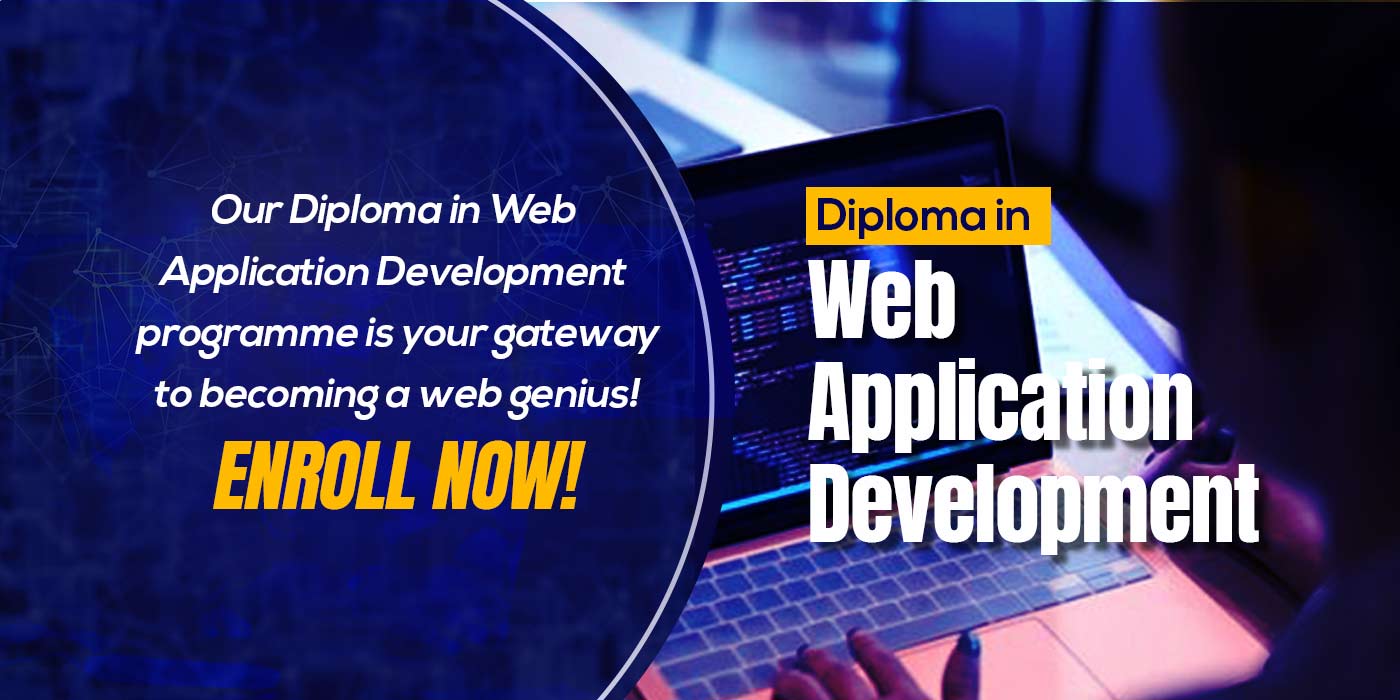 Our Diploma in Web
Application Development
programme is your gateway
to becoming a web genius!
ENROLL NOW!
Diploma in
Web
Application
Development